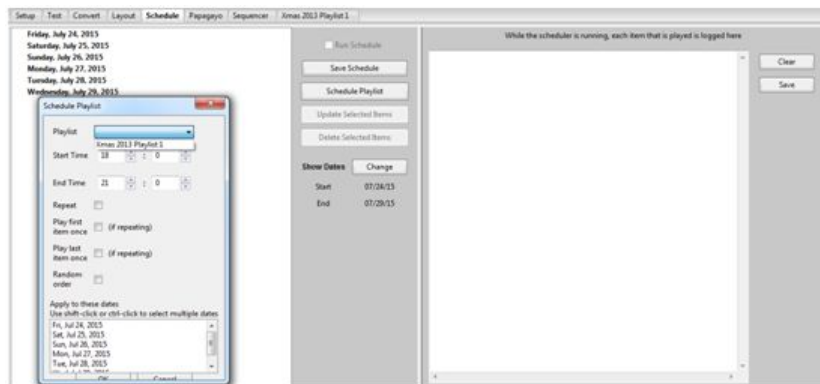 Setup Test Convert Layout Schedule Papagayo Sequencer Xmas 2013 Playlist 1
Friday, July 24, 2015
Saturday, July 25, 2015
Sunday, July 26, 2015
Monday, July 27, 2015
Tuesday, July 28, 2015
Wednesday, July 29, 2015
Schedule Playlist
Playlist
Xmas 2013 Playlist 1
Start Time 18 : 0
End Time 21 : 0
Repeat
Play first
item once (if repeating)
Play last
item once (if repeating)
Random
order
Apply to these dates
Use shift-click or ctrl-click to select multiple dates
Fri, Jul 24, 2015
Sat, Jul 25, 2015
Sun, Jul 26, 2015
Mon, Jul 27, 2015
Tue, Jul 28, 2015
OK Cancel
Run Schedule
Save Schedule
Schedule Playlist
Update Selected Items
Delete Selected Items
Show Dates Change
Start 07/24/15
End 07/29/15
While the scheduler is running, each item that is played is logged here
Clear
Save